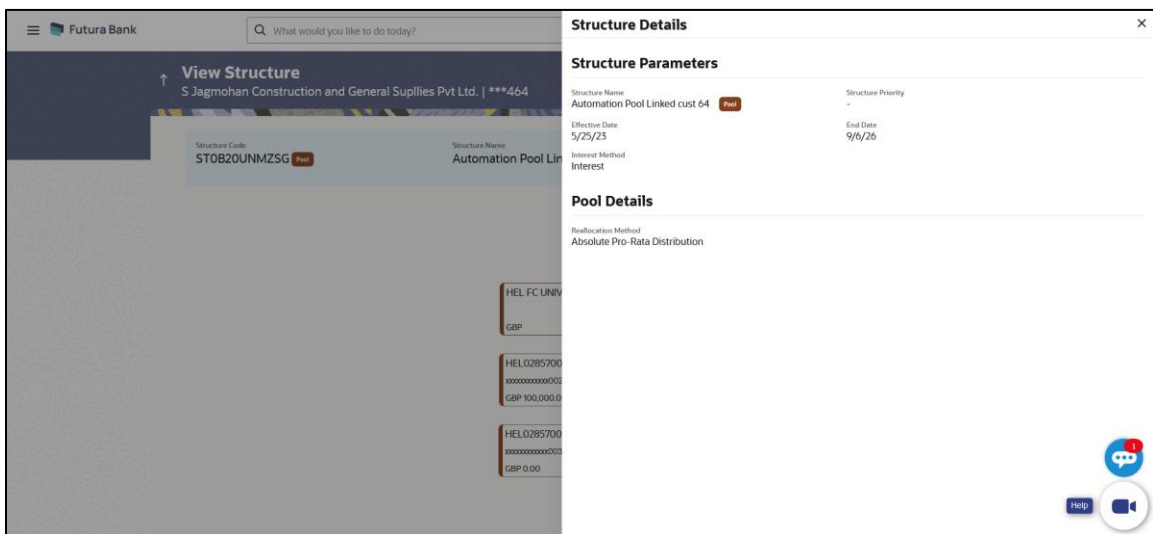 Futura Bank
What would you like to do today?
View Structure
S Jagmohan Construction and General Supllies Pvt Ltd. | ***464
Structure Code
ST0B20UNMZSG Pool
Structure Name
Automation Pool Lin
HEL FC UNIV
GBP
HEL0285700
xxxxxxxxxxx002
GBP 100,000.0
HEL0285700
xxxxxxxxxxx003
GBP 0.00
Structure Details
Structure Parameters
Structure Name
Automation Pool Linked cust 64 Pool
Structure Priority
-
Effective Date
5/25/23
End Date
9/6/26
Interest Method
Interest
Pool Details
Reallocation Method
Absolute Pro-Rata Distribution
1
Help